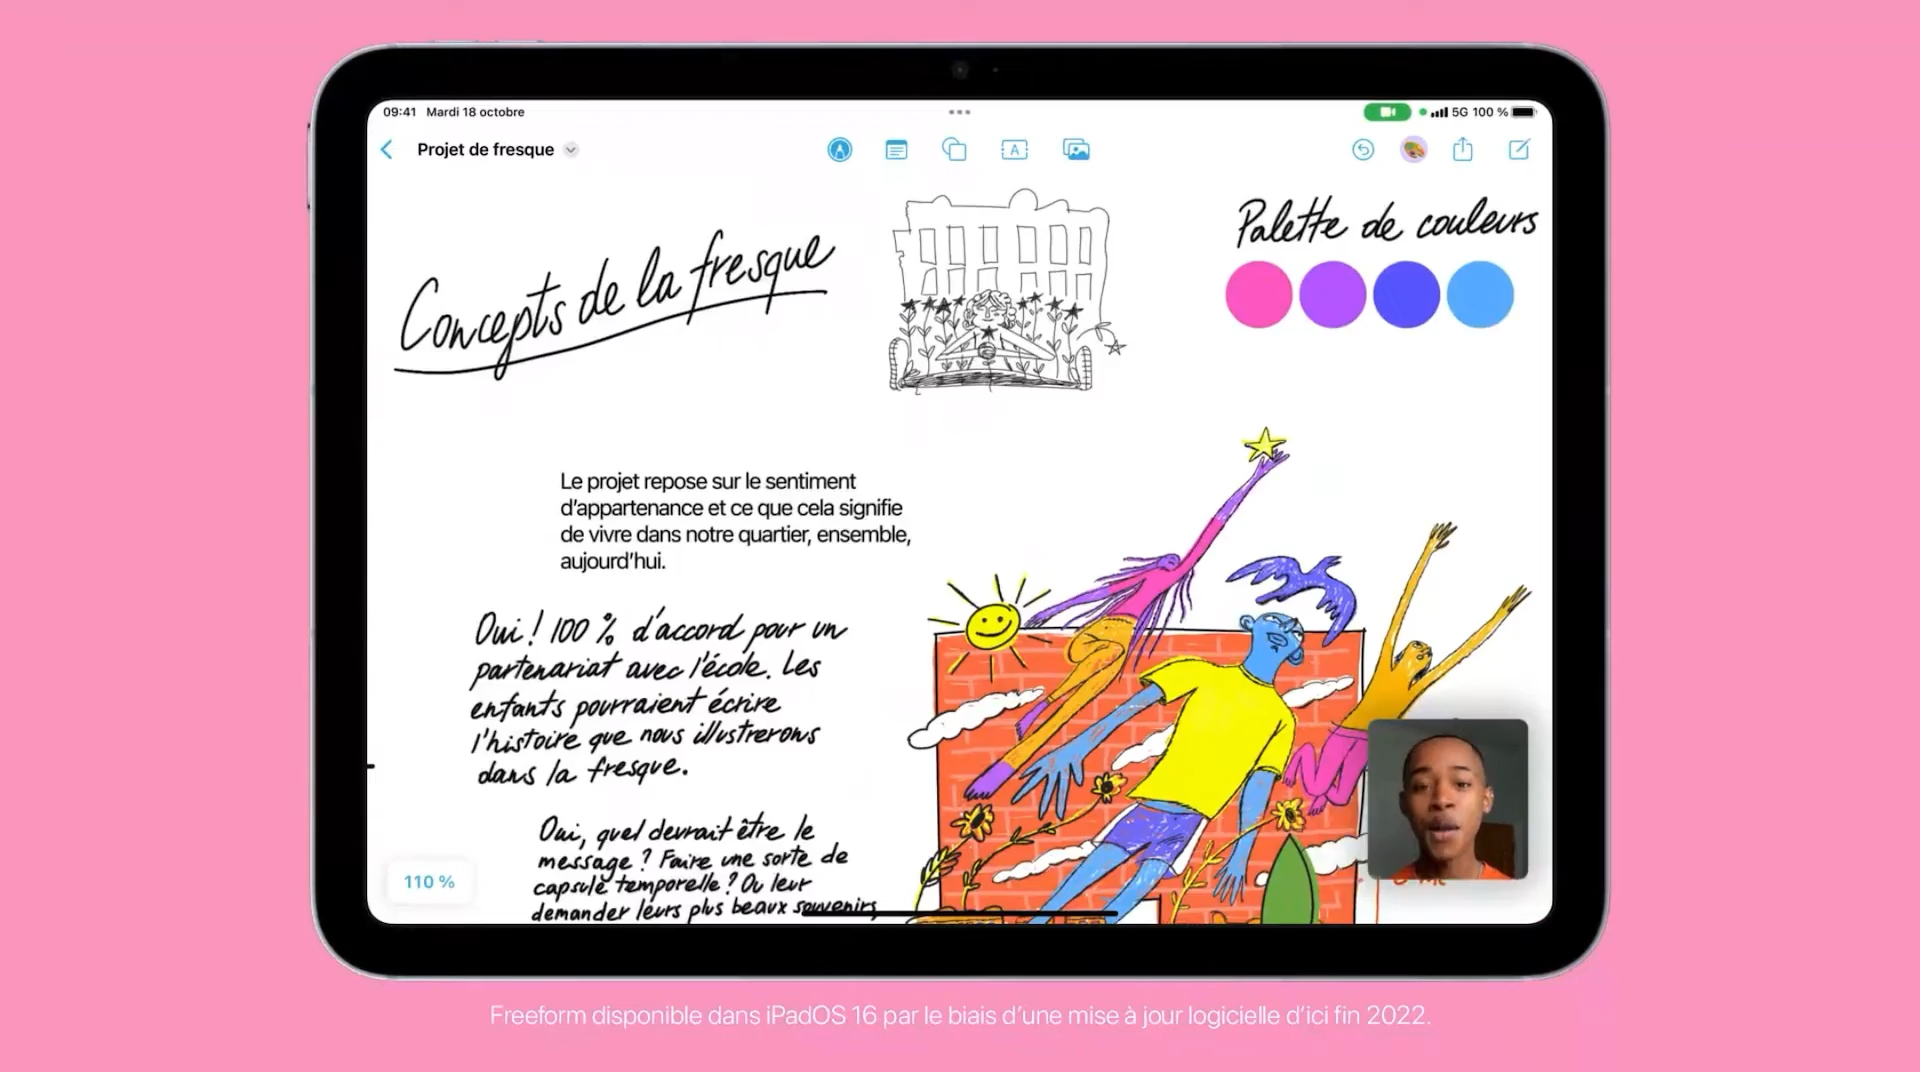 09:41 Mardi 18 octobre
5G 100 %
Projet de fresque
A
Concepts de la fresque
Palette de couleurs
Le projet repose sur le sentiment
d'appartenance et ce que cela signifie
de vivre dans notre quartier, ensemble,
aujourd'hui.
Oui ! 100 % d'accord pour un
partenariat avec l'école. Les
enfants pourraient écrire
l'histoire que nous illustrerons
dans la fresque.
Oui, quel devrait être le
message ? Faire une sorte de
capsule temporelle ? Ou leur
demander leurs plus beaux souvenirs
110 %
Freeform disponible dans iPadOS 16 par le biais d'une mise à jour logicielle d'ici fin 2022.